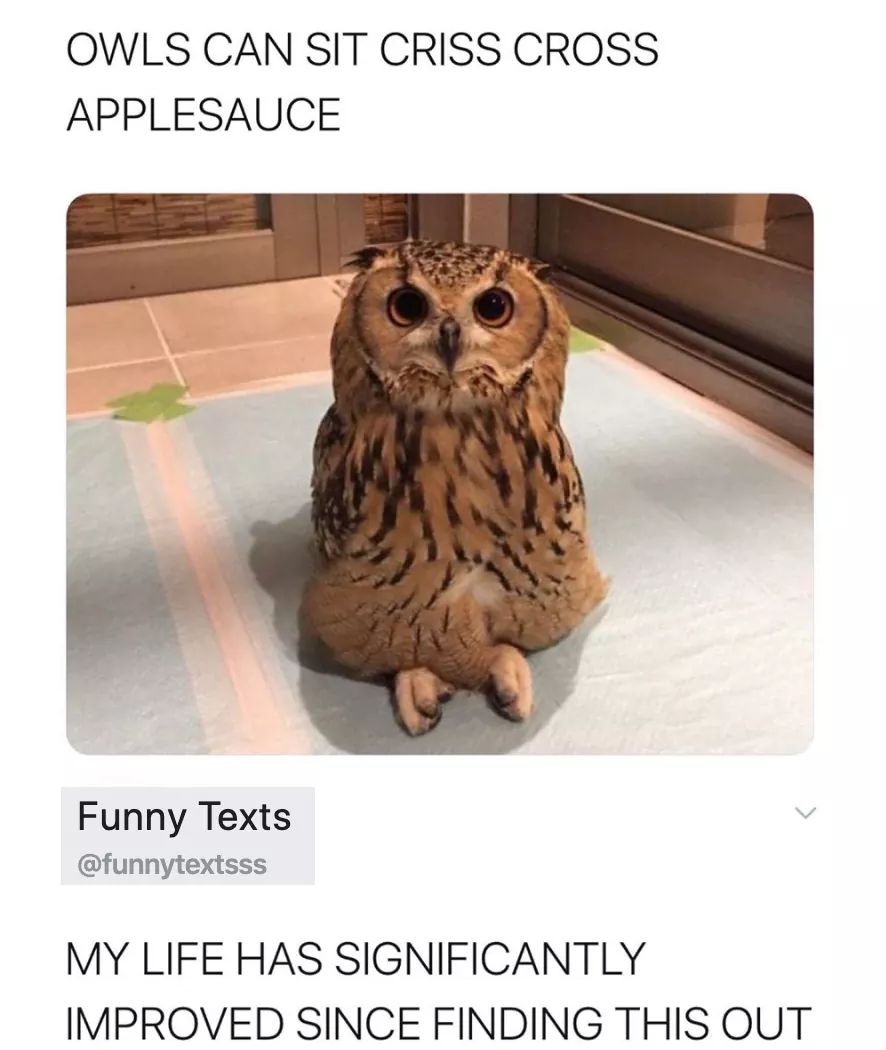 OWLS CAN SIT CRISS CROSS
APPLESAUCE
Funny Texts
@funnytextsss
MY LIFE HAS SIGNIFICANTLY
IMPROVED SINCE FINDING THIS OUT